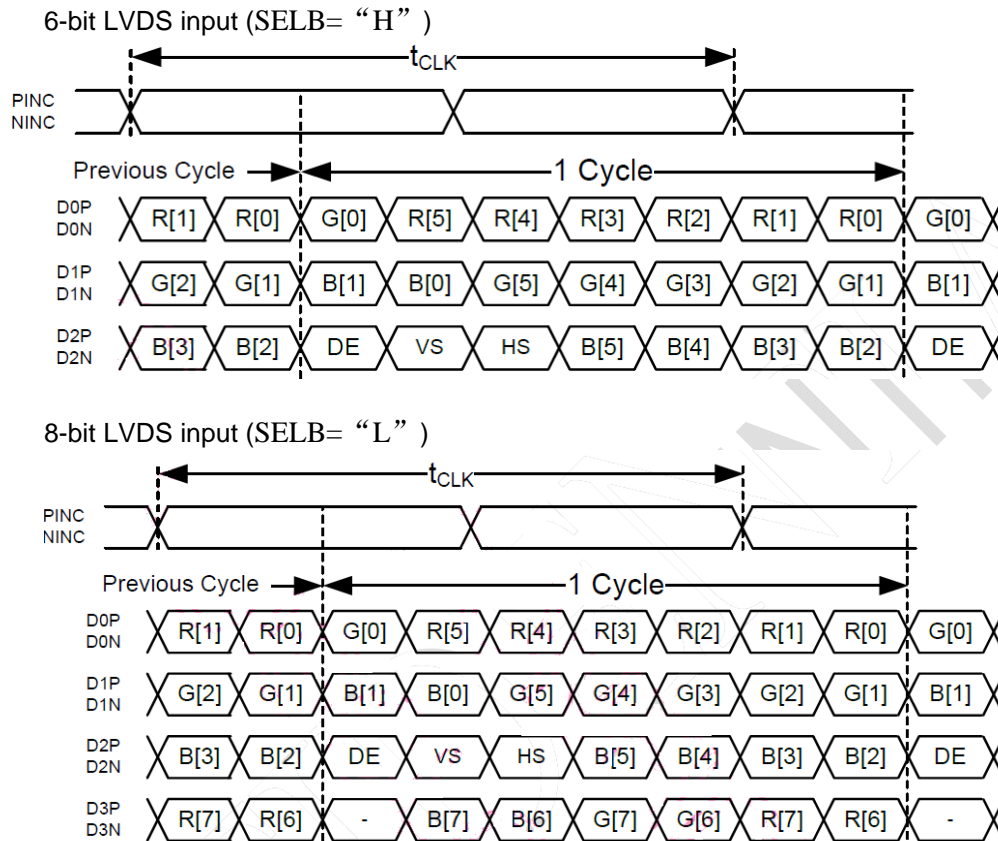 6-bit LVDS input (SELB= “H” )
tCLK
PINC
NINC
Previous Cycle
1 Cycle
D0P
D0N
R[1] R[0] G[0] R[5] R[4] R[3] R[2] R[1] R[0] G[0]
D1P
D1N
G[2] G[1] B[1] B[0] G[5] G[4] G[3] G[2] G[1] B[1]
D2P
D2N
B[3] B[2] DE VS HS B[5] B[4] B[3] B[2] DE
8-bit LVDS input (SELB= “L” )
tCLK
PINC
NINC
Previous Cycle
1 Cycle
D0P
D0N
R[1] R[0] G[0] R[5] R[4] R[3] R[2] R[1] R[0] G[0]
D1P
D1N
G[2] G[1] B[1] B[0] G[5] G[4] G[3] G[2] G[1] B[1]
D2P
D2N
B[3] B[2] DE VS HS B[5] B[4] B[3] B[2] DE
D3P
D3N
R[7] R[6] - B[7] B[6] G[7] G[6] R[7] R[6] -